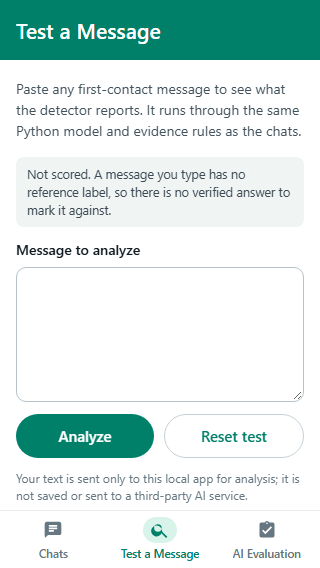 Test a Message
Paste any first-contact message to see what
the detector reports. It runs through the same
Python model and evidence rules as the chats.
Not scored. A message you type has no
reference label, so there is no verified answer to
mark it against.
Message to analyze
Analyze
Reset test
Your text is sent only to this local app for analysis; it is
not saved or sent to a third-party AI service.
Chats
Test a Message
AI Evaluation